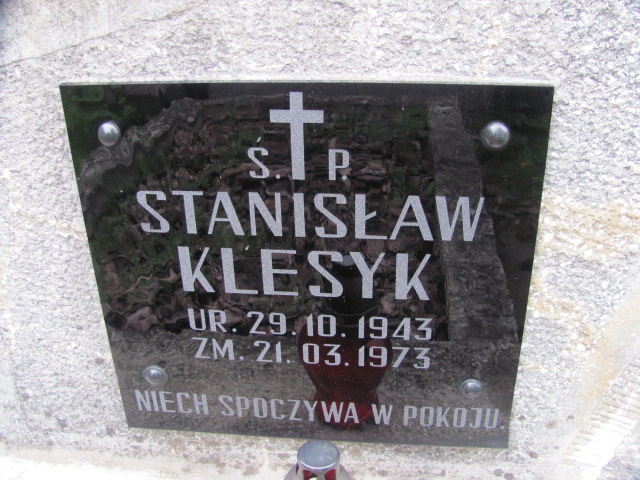 Ś. P.
STANISŁAW
KLESYK
UR. 29.10.1943
ZM. 21.03.1973
NIECH SPOCZYWA W POKOJU.